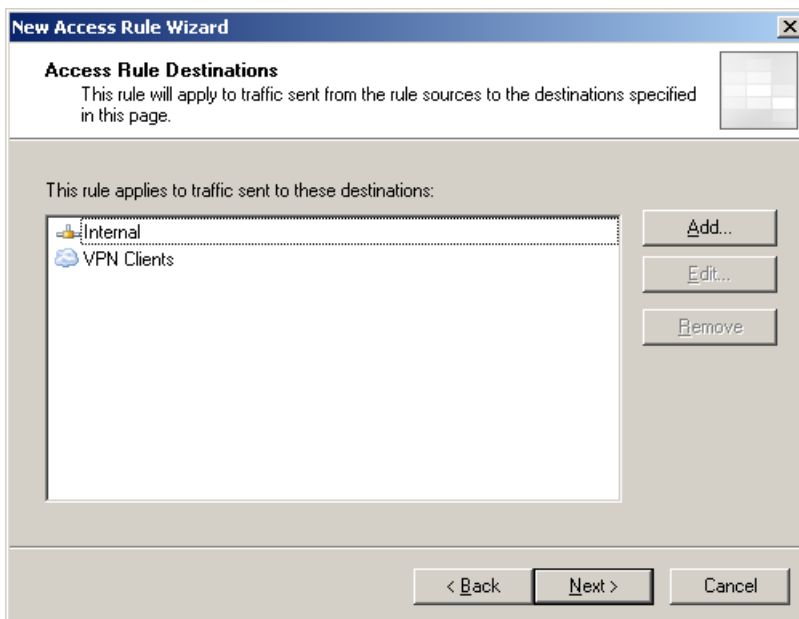 New Access Rule Wizard
Access Rule Destinations
This rule will apply to traffic sent from the rule sources to the destinations specified
in this page.
This rule applies to traffic sent to these destinations:
Internal
VPN Clients
Add...
Edit...
Remove
< Back
Next >
Cancel